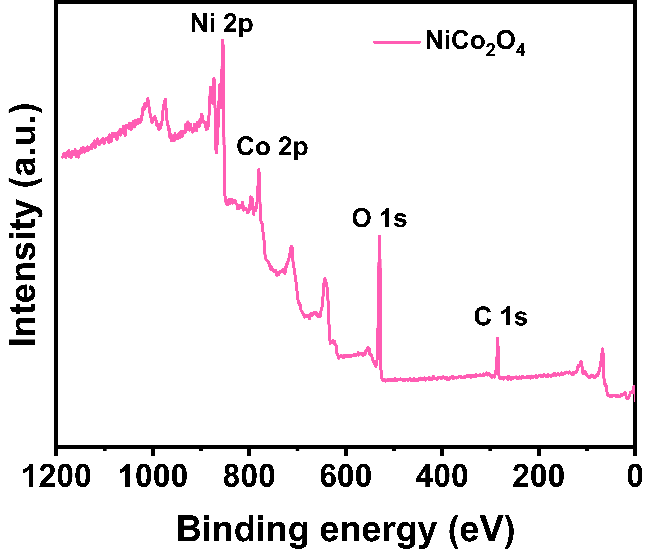 Ni 2p
NiCo₂O₄
Co 2p
O 1s
C 1s
Intensity (a.u.)
1200 1000 800 600 400 200 0
Binding energy (eV)